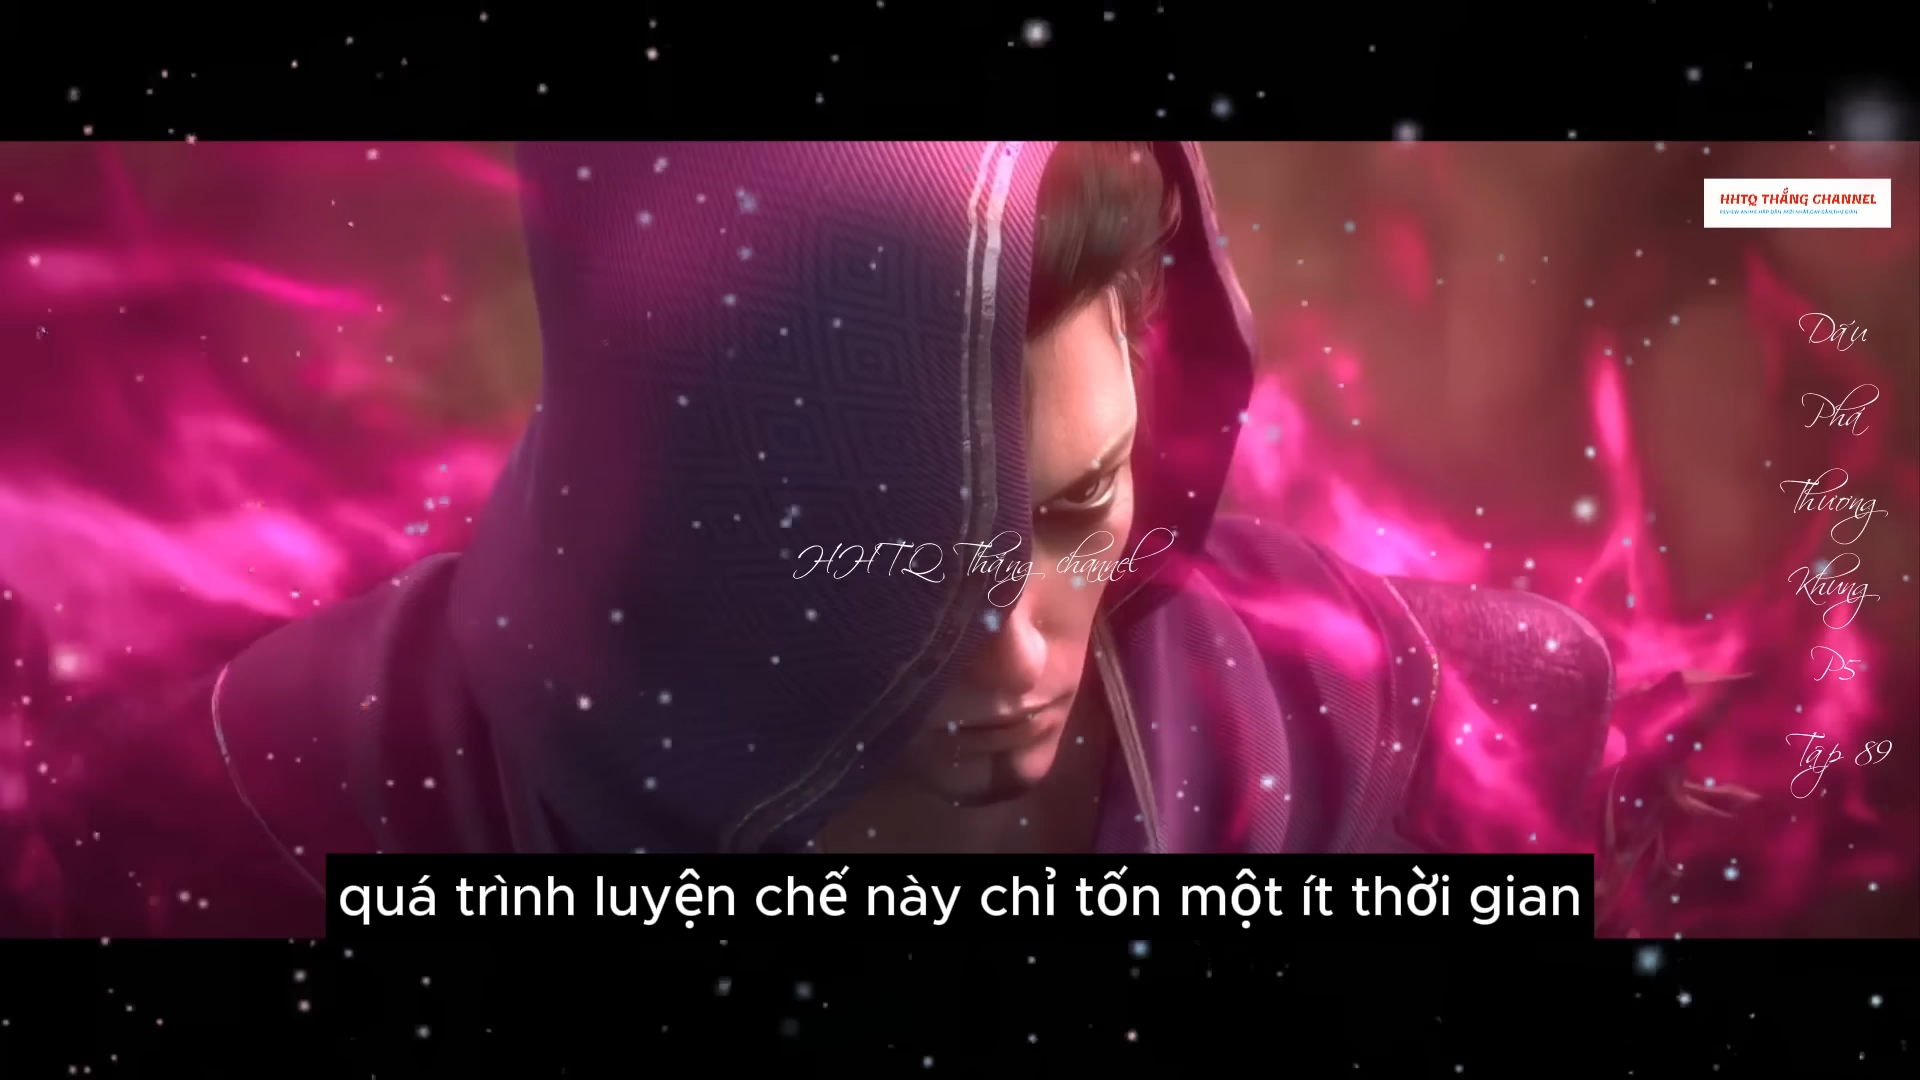 HHTQ THẮNG CHANNEL
Dấu
Phá
Thương
Khung
P5
Tập 89
HHTQ Thắng channel
quá trình luyện chế này chỉ tốn một ít thời gian